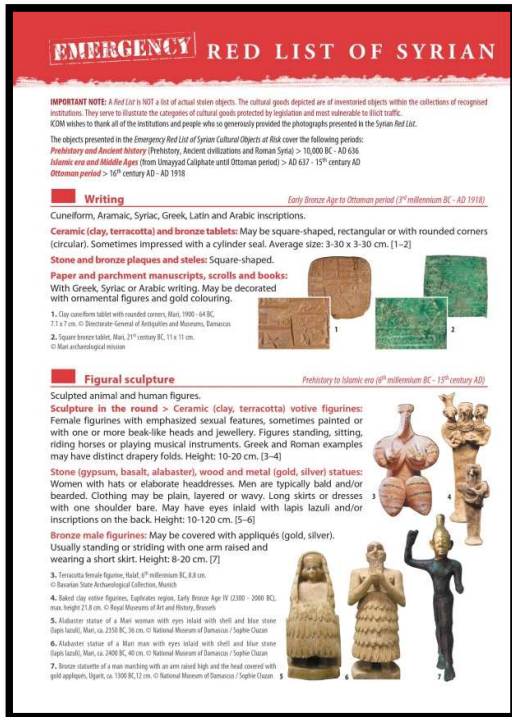 EMERGENCY RED LIST OF SYRIAN
IMPORTANT NOTE: A Red List is NOT a list of actual stolen objects. The cultural goods depicted are of inventoried objects within the collections of recognised
institutions. They serve to illustrate the categories of cultural goods protected by legislation and most vulnerable to illicit traffic.
ICOM wishes to thank all of the institutions and people who so generously provided the photographs presented in the Syrian Red List.
The objects presented in the Emergency Red List of Syrian Cultural Objects at Risk cover the following periods:
Prehistory and Ancient history (Prehistory, Ancient civilizations and Roman Syria) > 10,000 BC - AD 636
Islamic era and Middle Ages (from Umayyad Caliphate until Ottoman period) > AD 637 - 15th century AD
Ottoman period > 16th century AD - AD 1918
Writing Early Bronze Age to Ottoman period (3rd millennium BC - AD 1918)
Cuneiform, Aramaic, Syriac, Greek, Latin and Arabic inscriptions.
Ceramic (clay, terracotta) and bronze tablets: May be square-shaped, rectangular or with rounded corners
(circular). Sometimes impressed with a cylinder seal. Average size: 3-30 x 3-30 cm. [1–2]
Stone and bronze plaques and steles: Square-shaped.
Paper and parchment manuscripts, scrolls and books:
With Greek, Syriac or Arabic writing. May be decorated
with ornamental figures and gold colouring.
1. Clay cuneiform tablet with rounded corners, Mari, 1900 - 64 BC,
7.1 x 7 cm. © Directorate-General of Antiquities and Museums, Damascus
2. Square bronze tablet, Mari, 21st century BC, 11 x 11 cm.
© Mari archaeological mission
1
2
Figural sculpture Prehistory to Islamic era (6th millennium BC - 15th century AD)
Sculpted animal and human figures.
Sculpture in the round > Ceramic (clay, terracotta) votive figurines:
Female figurines with emphasized sexual features, sometimes painted or
with one or more beak-like heads and jewellery. Figures standing, sitting,
riding horses or playing musical instruments. Greek and Roman examples
may have distinct drapery folds. Height: 10-20 cm. [3–4]
Stone (gypsum, basalt, alabaster), wood and metal (gold, silver) statues:
Women with hats or elaborate headdresses. Men are typically bald and/or
bearded. Clothing may be plain, layered or wavy. Long skirts or dresses
with one shoulder bare. May have eyes inlaid with lapis lazuli and/or
inscriptions on the back. Height: 10-120 cm. [5–6]
Bronze male figurines: May be covered with appliqués (gold, silver).
Usually standing or striding with one arm raised and
wearing a short skirt. Height: 8-20 cm. [7]
3. Terracotta female figurine, Halaf, 6th millennium BC, 8.8 cm.
© Bavarian State Archaeological Collection, Munich
4. Baked clay votive figurines, Euphrates region, Early Bronze Age IV (2300 - 2000 BC),
max. height 21.8 cm. © Royal Museums of Art and History, Brussels
5. Alabaster statue of a Mari woman with eyes inlaid with shell and blue stone
(lapis lazuli), Mari, ca. 2350 BC, 36 cm. © National Museum of Damascus / Sophie Cluzan
6. Alabaster statue of a Mari man with eyes inlaid with shell and blue stone
(lapis lazuli), Mari, ca. 2400 BC, 40 cm. © National Museum of Damascus / Sophie Cluzan
7. Bronze statuette of a man marching with an arm raised high and the head covered with
gold appliqués, Ugarit, ca. 1300 BC,12 cm. © National Museum of Damascus / Sophie Cluzan
3
4
5
6
7